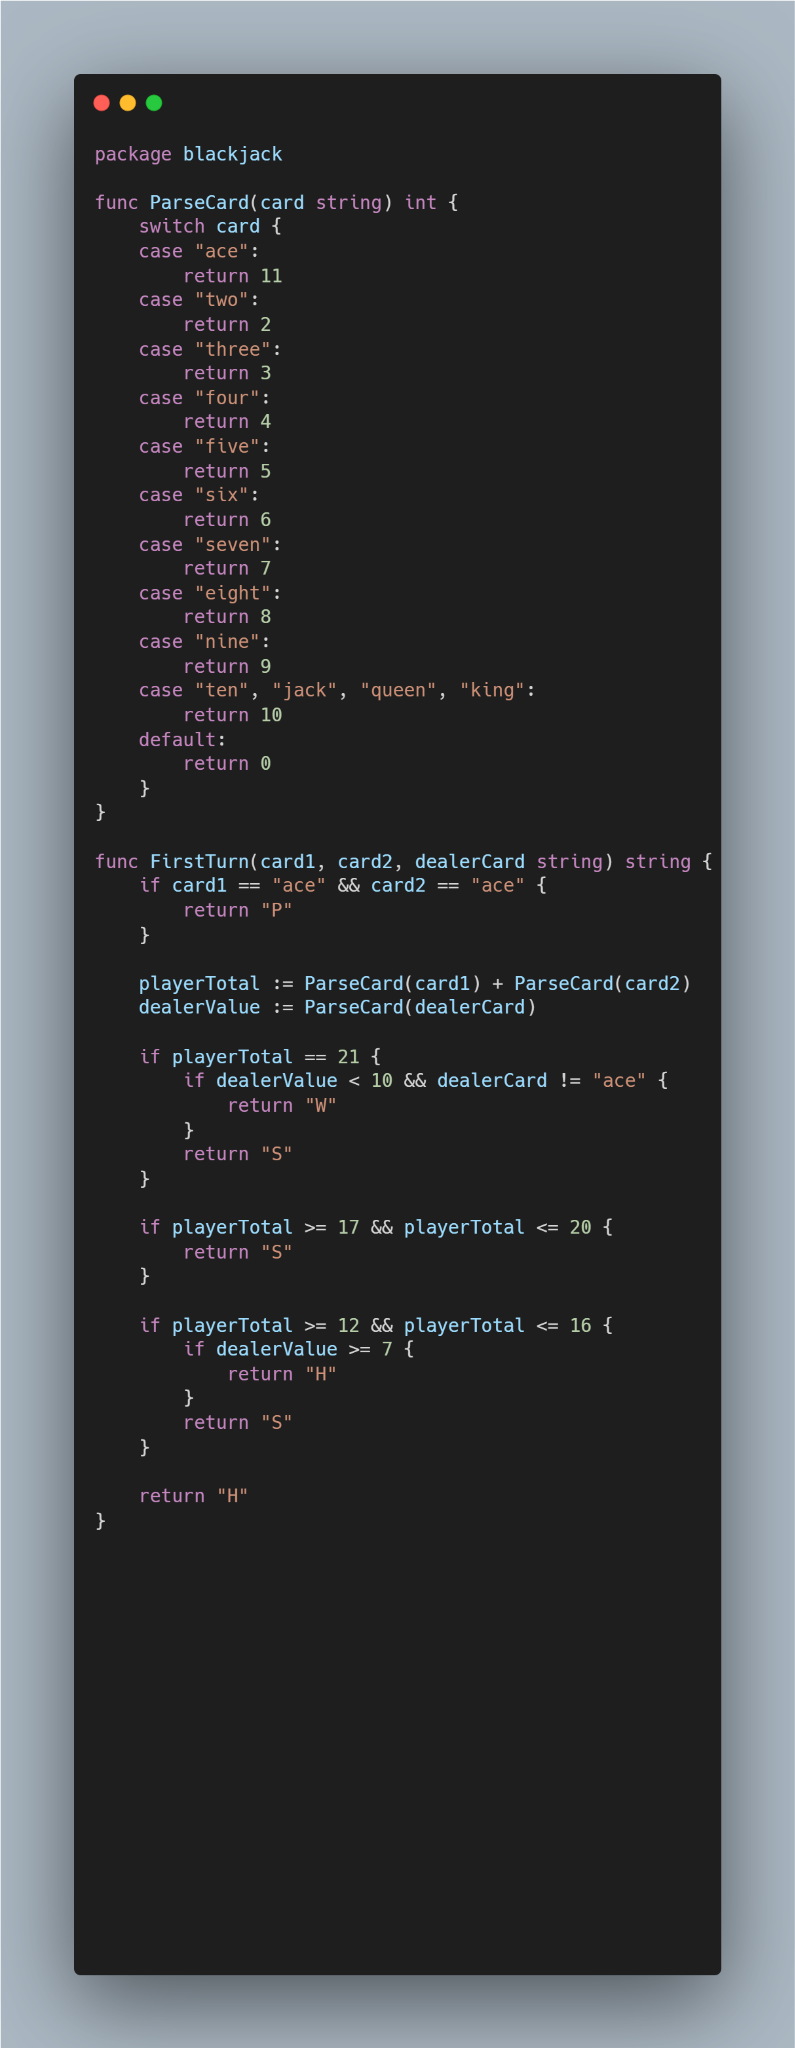 package blackjack

func ParseCard(card string) int {
    switch card {
    case "ace":
        return 11
    case "two":
        return 2
    case "three":
        return 3
    case "four":
        return 4
    case "five":
        return 5
    case "six":
        return 6
    case "seven":
        return 7
    case "eight":
        return 8
    case "nine":
        return 9
    case "ten", "jack", "queen", "king":
        return 10
    default:
        return 0
    }
}

func FirstTurn(card1, card2, dealerCard string) string {
    if card1 == "ace" && card2 == "ace" {
        return "P"
    }

    playerTotal := ParseCard(card1) + ParseCard(card2)
    dealerValue := ParseCard(dealerCard)

    if playerTotal == 21 {
        if dealerValue < 10 && dealerCard != "ace" {
            return "W"
        }
        return "S"
    }

    if playerTotal >= 17 && playerTotal <= 20 {
        return "S"
    }

    if playerTotal >= 12 && playerTotal <= 16 {
        if dealerValue >= 7 {
            return "H"
        }
        return "S"
    }

    return "H"
}